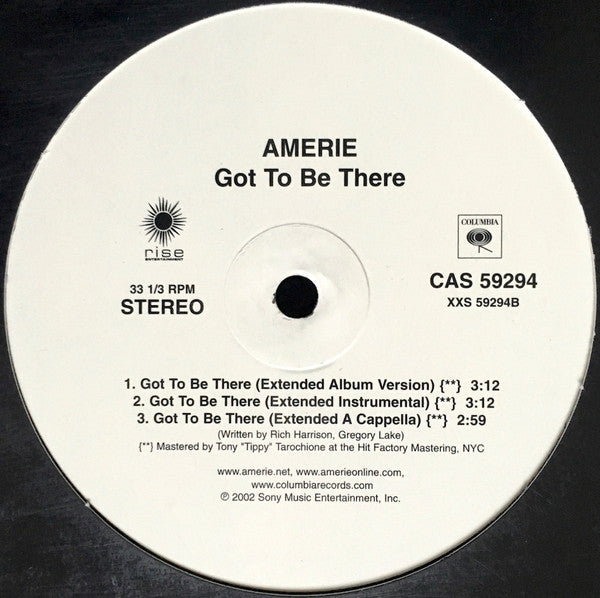 AMERIE
Got To Be There
rise
ENTERTAINMENT
COLUMBIA
33 1/3 RPM
STEREO
CAS 59294
XXS 59294B
1. Got To Be There (Extended Album Version) {**} 3:12
2. Got To Be There (Extended Instrumental) {**} 3:12
3. Got To Be There (Extended A Cappella) {**} 2:59
(Written by Rich Harrison, Gregory Lake)
{**} Mastered by Tony "Tippy" Tarochione at the Hit Factory Mastering, NYC
www.amerie.net, www.amerieonline.com,
www.columbiarecords.com
℗ 2002 Sony Music Entertainment, Inc.